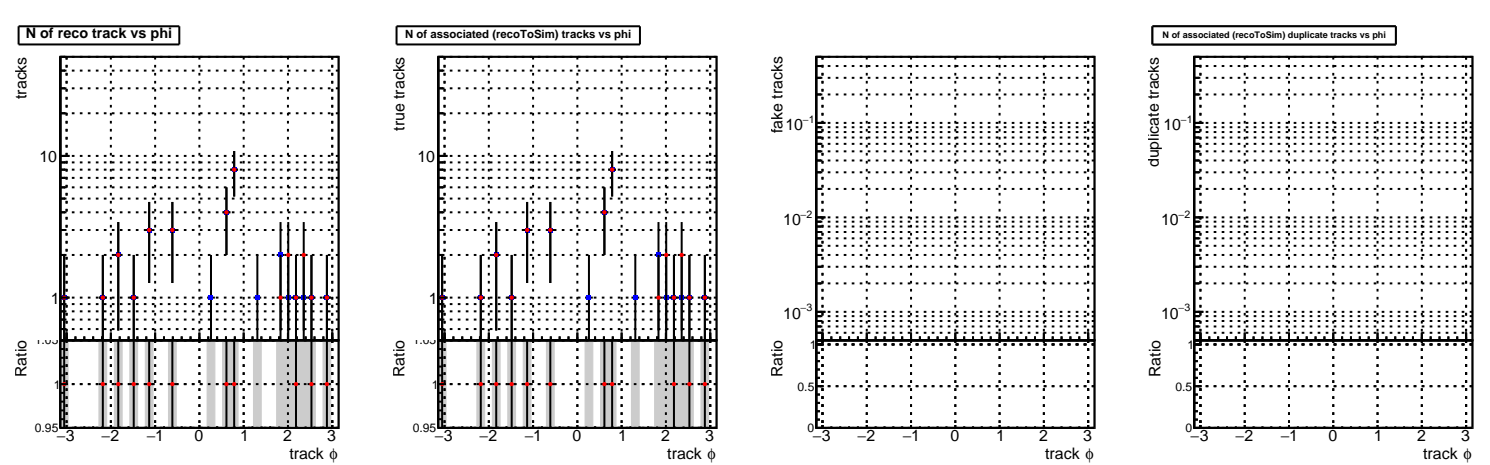 N of reco track vs phi
N of associated (recoToSim) tracks vs phi
N of associated (recoToSim) duplicate tracks vs phi
tracks
10
1
Ratio
1
0.95
−3 −2 −1 0 1 2 3
track ϕ
true tracks
10
1
Ratio
1
0.95
−3 −2 −1 0 1 2 3
track ϕ
fake tracks
10⁻¹
10⁻²
10⁻³
Ratio
1
0.5
0
−3 −2 −1 0 1 2 3
track ϕ
duplicate tracks
10⁻¹
10⁻²
10⁻³
Ratio
1
0.5
0
−3 −2 −1 0 1 2 3
track ϕ